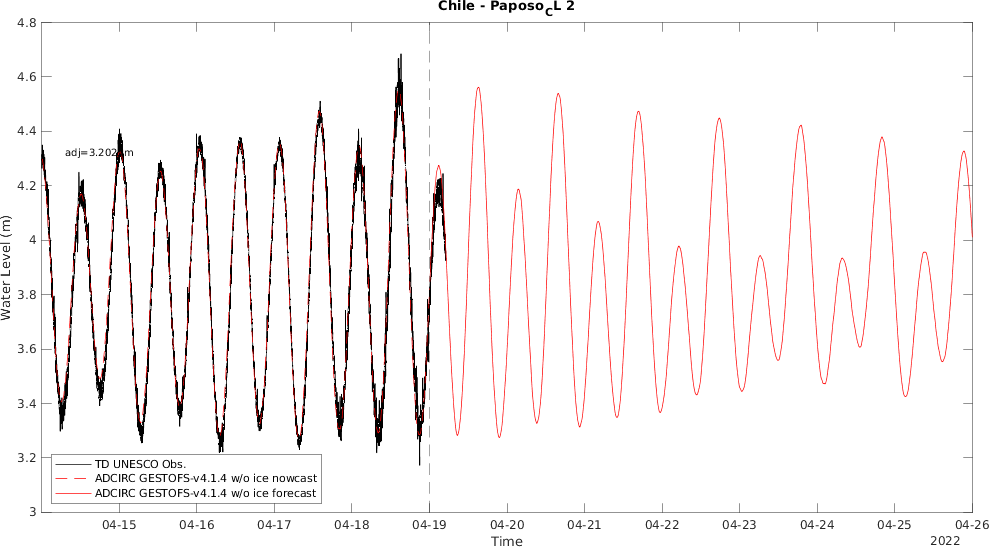 Chile - Paposo_CL 2
4.8
4.6
4.4
4.2
4
3.8
3.6
3.4
3.2
3
Water Level (m)
adj=3.202 m
TD UNESCO Obs.
ADCIRC GESTOFS-v4.1.4 w/o ice nowcast
ADCIRC GESTOFS-v4.1.4 w/o ice forecast
04-15 04-16 04-17 04-18 04-19 04-20 04-21 04-22 04-23 04-24 04-25 04-26
Time
2022